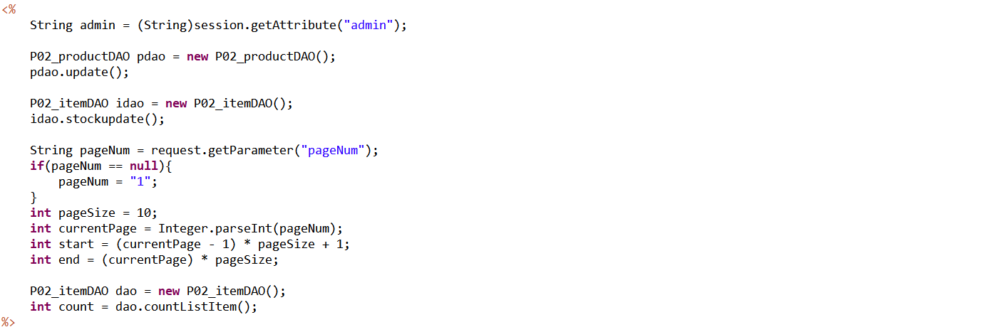 <%
    String admin = (String)session.getAttribute("admin");
    P02_productDAO pdao = new P02_productDAO();
    pdao.update();
    P02_itemDAO idao = new P02_itemDAO();
    idao.stockupdate();
    String pageNum = request.getParameter("pageNum");
    if(pageNum == null){
        pageNum = "1";
    }
    int pageSize = 10;
    int currentPage = Integer.parseInt(pageNum);
    int start = (currentPage - 1) * pageSize + 1;
    int end = (currentPage) * pageSize;
    P02_itemDAO dao = new P02_itemDAO();
    int count = dao.countListItem();
%>